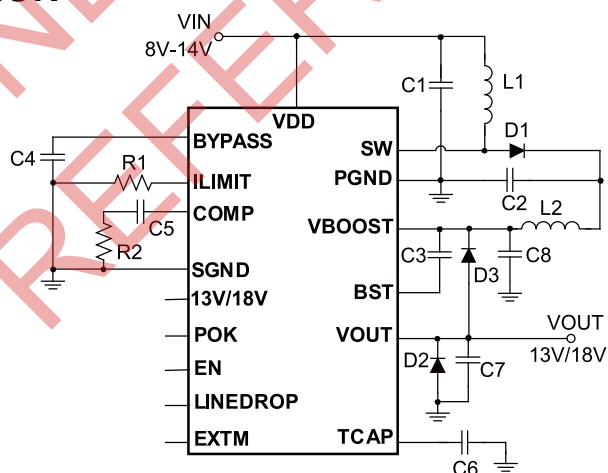 VIN
8V-14V
C1
L1
VDD
BYPASS
SW
D1
C4
R1
ILIMIT
PGND
C2
COMP
C5
R2
VBOOST
L2
C3
D3
C8
SGND
13V/18V
BST
POK
VOUT
VOUT
13V/18V
EN
D2
C7
LINEDROP
EXTM
TCAP
C6